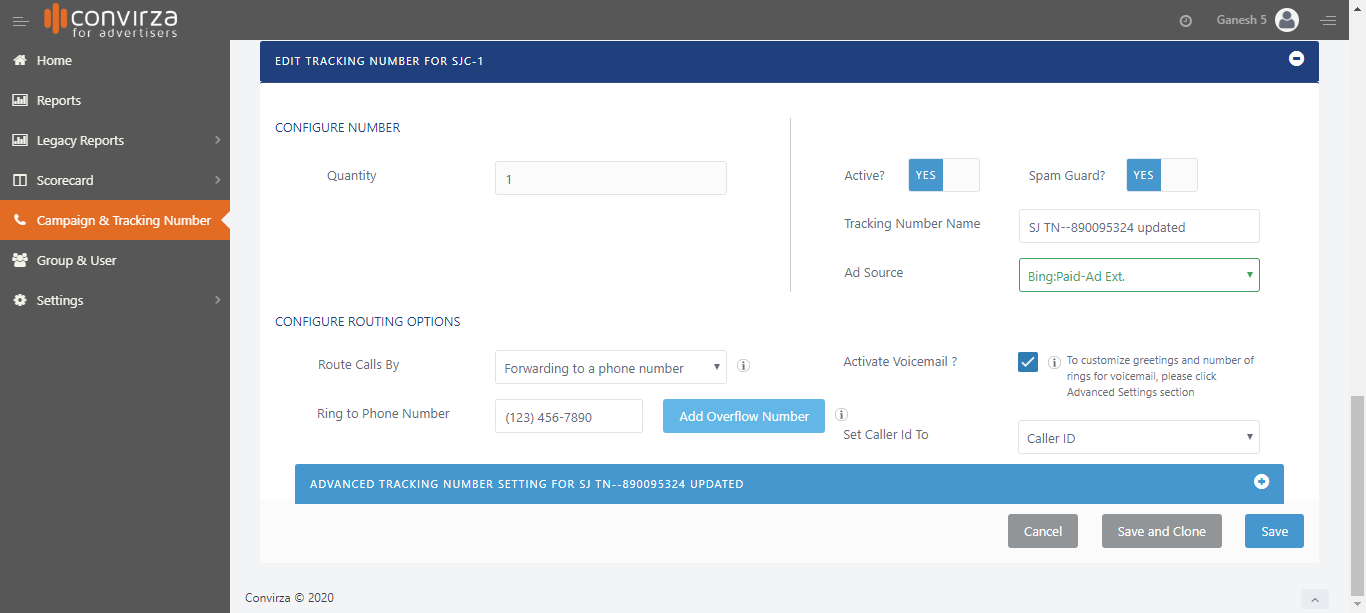 convirza
for advertisers
Ganesh 5
Home
Reports
Legacy Reports
Scorecard
Campaign & Tracking Number
Group & User
Settings
EDIT TRACKING NUMBER FOR SJC-1
CONFIGURE NUMBER
Quantity
1
Active?
YES
Spam Guard?
YES
Tracking Number Name
SJ TN--890095324 updated
Ad Source
Bing:Paid-Ad Ext.
CONFIGURE ROUTING OPTIONS
Route Calls By
Forwarding to a phone number
Ring to Phone Number
(123) 456-7890
Add Overflow Number
Activate Voicemail ?
To customize greetings and number of
rings for voicemail, please click
Advanced Settings section
Set Caller Id To
Caller ID
ADVANCED TRACKING NUMBER SETTING FOR SJ TN--890095324 UPDATED
Cancel
Save and Clone
Save
Convirza © 2020